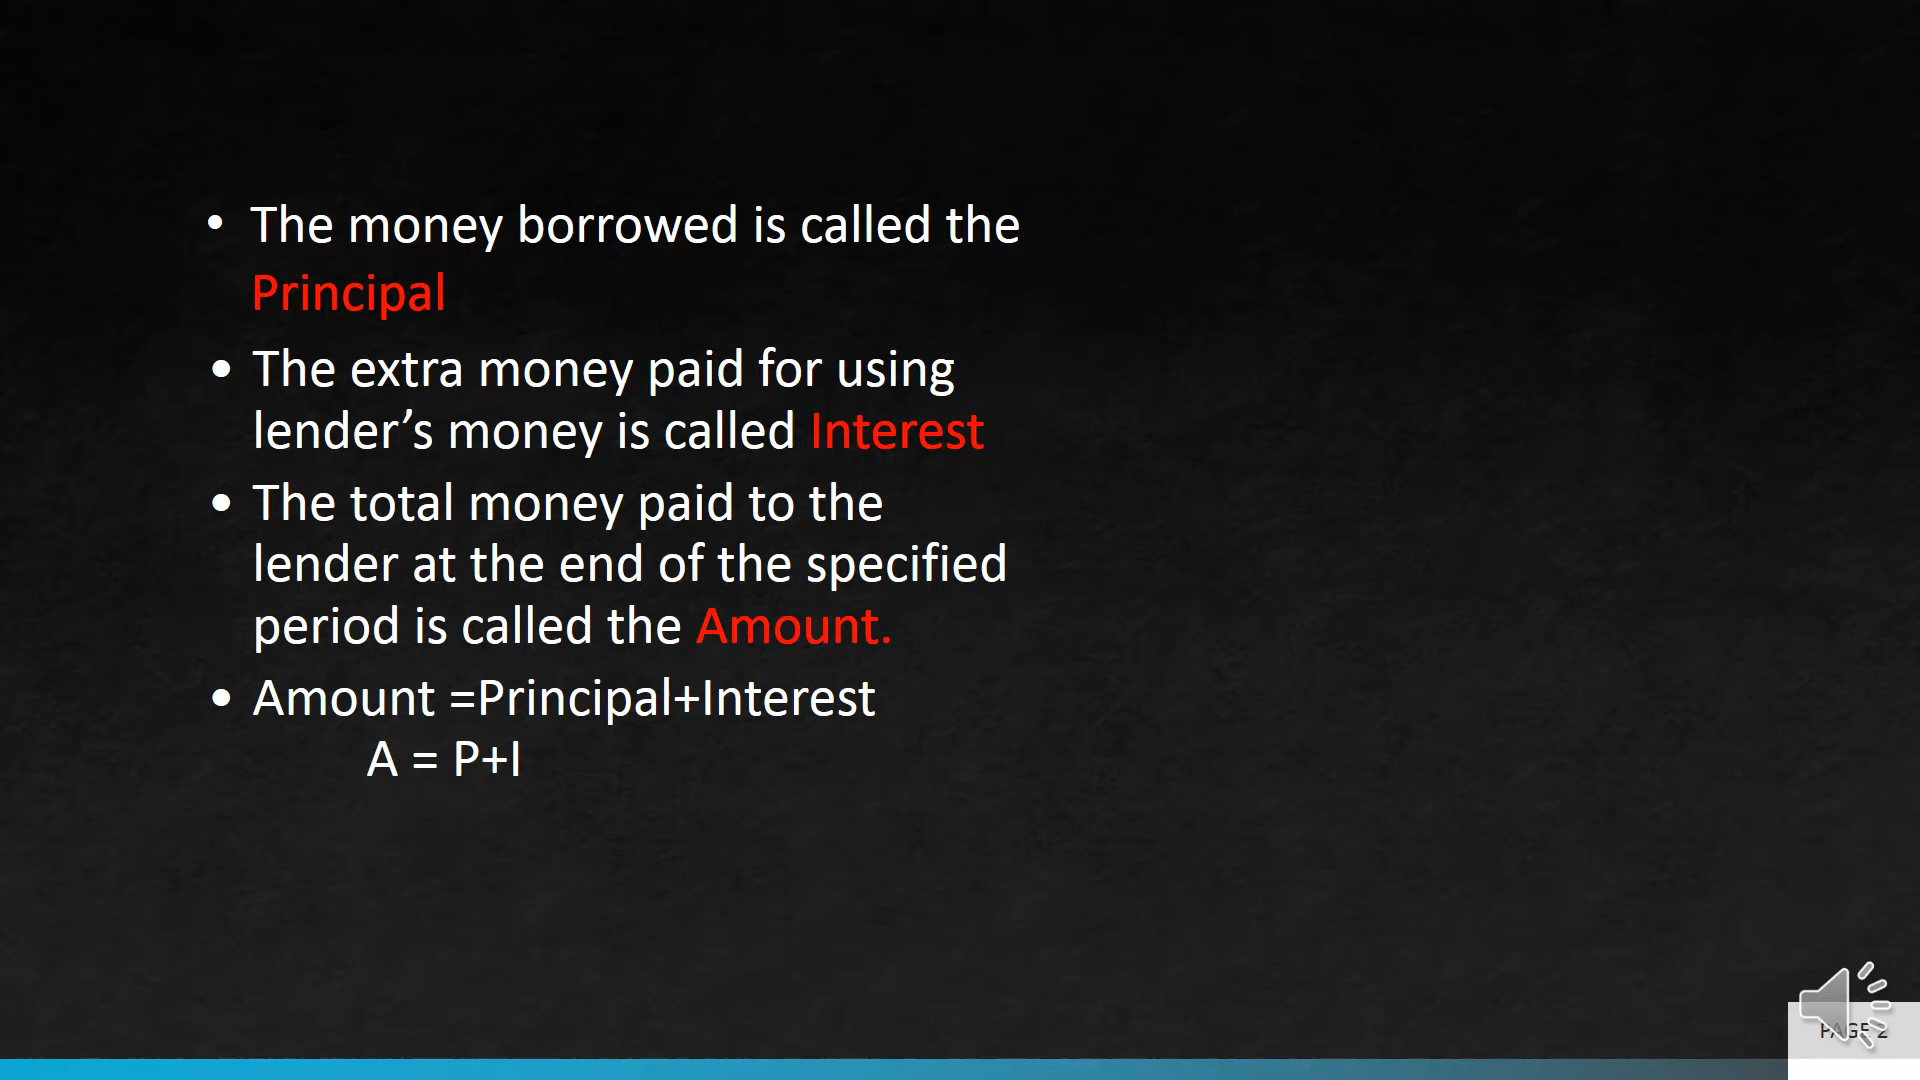 • The money borrowed is called the
Principal
• The extra money paid for using
lender’s money is called Interest
• The total money paid to the
lender at the end of the specified
period is called the Amount.
• Amount =Principal+Interest
A = P+I
PAGE 2